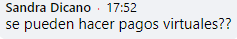 Sandra Dicano · 17:52
se pueden hacer pagos virtuales??